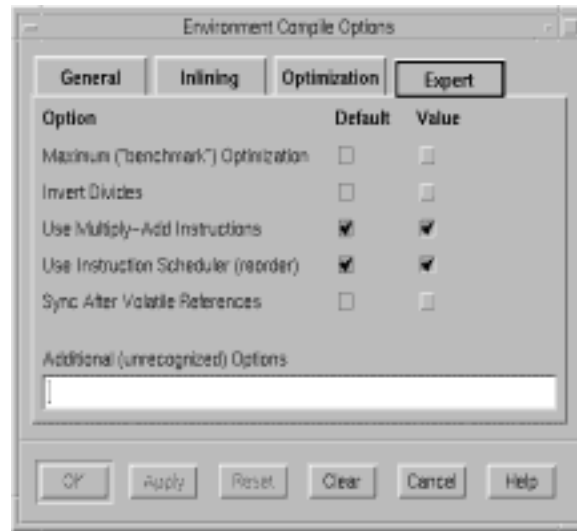 Environment Compile Options
General Inlining Optimization Expert
Option Default Value
Maximum ("benchmark") Optimization
Invert Divides
Use Multiply-Add Instructions
Use Instruction Scheduler (reorder)
Sync After Volatile References
Additional (unrecognized) Options
OK Apply Reset Clear Cancel Help